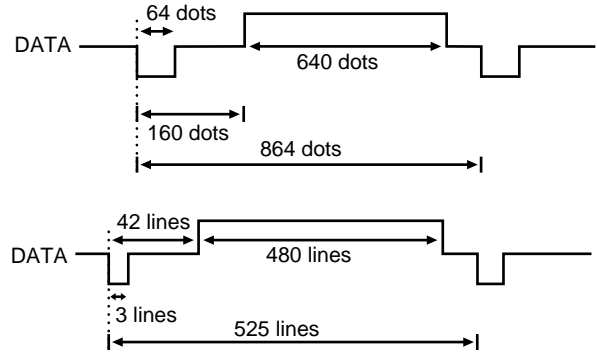 64 dots
DATA
640 dots
160 dots
864 dots
42 lines
DATA
480 lines
3 lines
525 lines